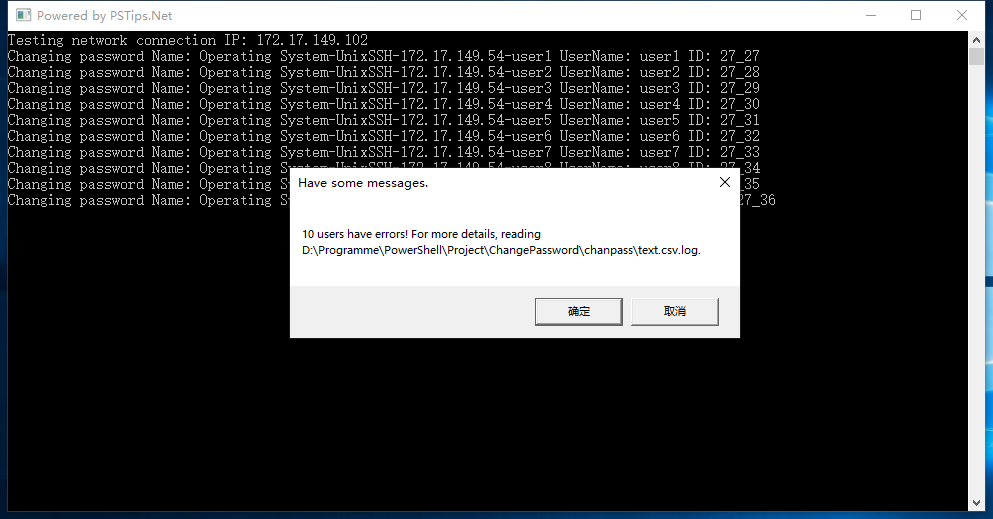 Powered by PSTips.Net
Testing network connection IP: 172.17.149.102
Changing password Name: Operating System-UnixSSH-172.17.149.54-user1 UserName: user1 ID: 27_27
Changing password Name: Operating System-UnixSSH-172.17.149.54-user2 UserName: user2 ID: 27_28
Changing password Name: Operating System-UnixSSH-172.17.149.54-user3 UserName: user3 ID: 27_29
Changing password Name: Operating System-UnixSSH-172.17.149.54-user4 UserName: user4 ID: 27_30
Changing password Name: Operating System-UnixSSH-172.17.149.54-user5 UserName: user5 ID: 27_31
Changing password Name: Operating System-UnixSSH-172.17.149.54-user6 UserName: user6 ID: 27_32
Changing password Name: Operating System-UnixSSH-172.17.149.54-user7 UserName: user7 ID: 27_33
Changing password Name: Operating System-UnixSSH-172.17.149.54-user8 UserName: user8 ID: 27_34
Changing password Name: Operating _35
Changing password Name: Operating 27_36
Have some messages.
10 users have errors! For more details, reading
D:\Programme\PowerShell\Project\ChangePassword\chanpass\text.csv.log.
确定
取消